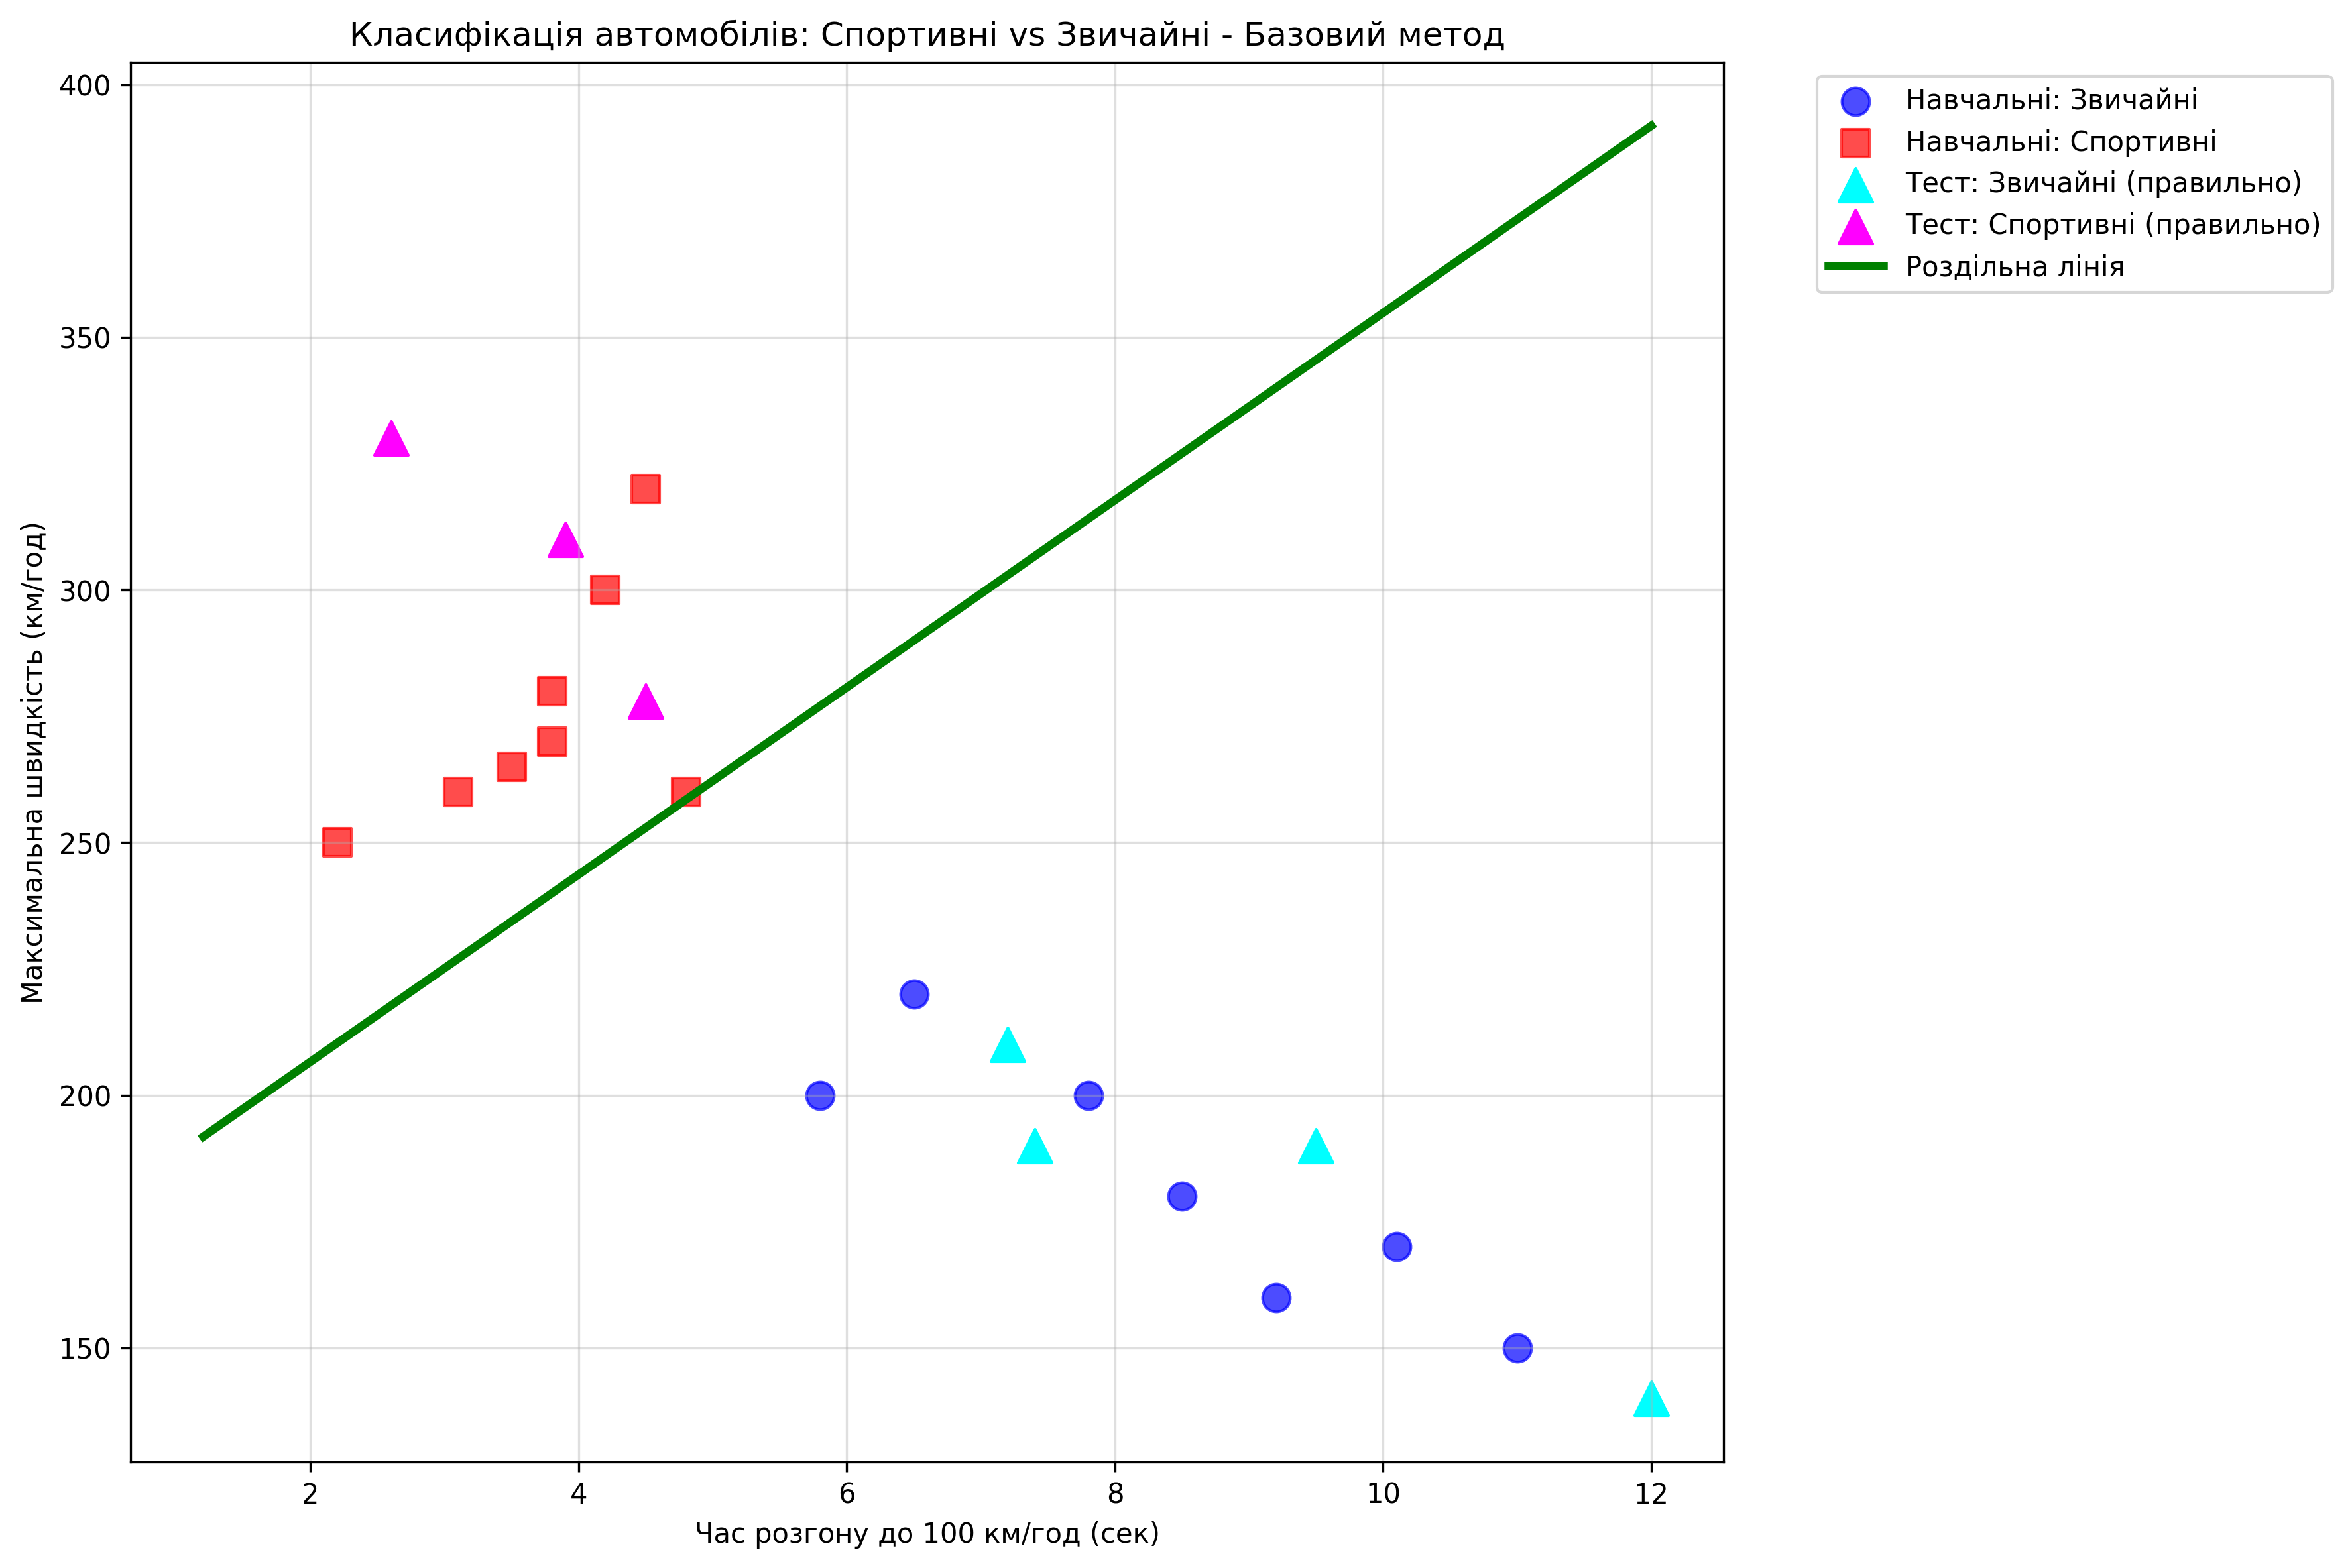 Класифікація автомобілів: Спортивні vs Звичайні - Базовий метод
Максимальна швидкість (км/год)
400
350
300
250
200
150
2
4
6
8
10
12
Час розгону до 100 км/год (сек)
Навчальні: Звичайні
Навчальні: Спортивні
Тест: Звичайні (правильно)
Тест: Спортивні (правильно)
Роздільна лінія